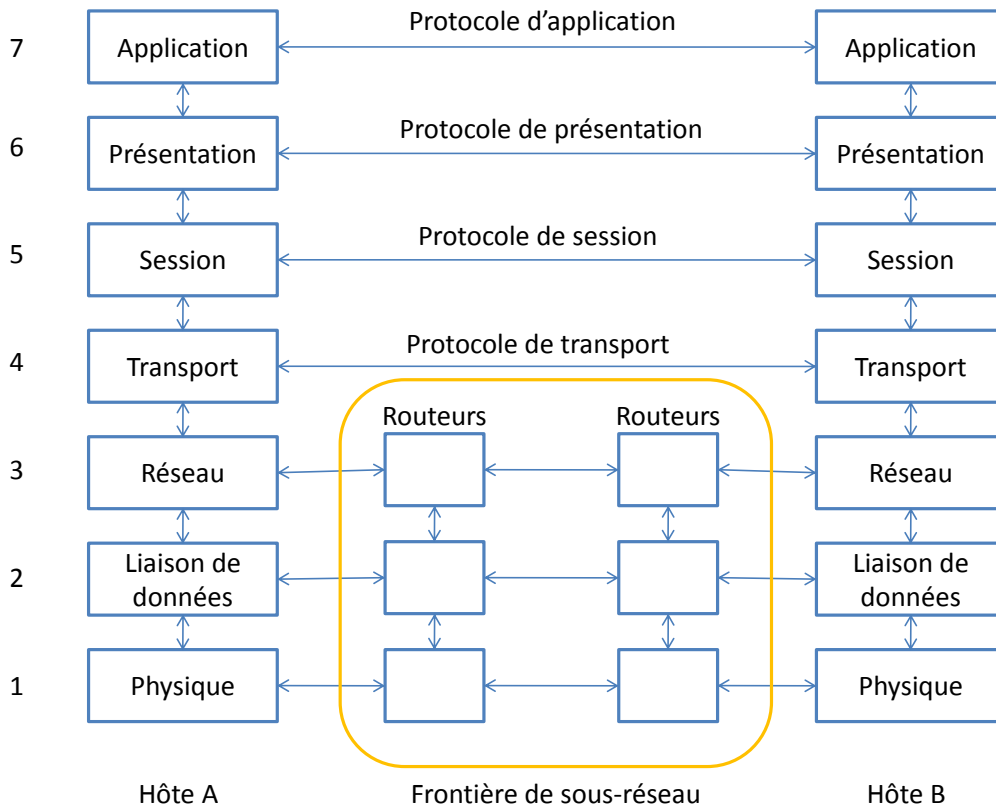 Protocole d’application
7
Application
Application
Protocole de présentation
6
Présentation
Présentation
Protocole de session
5
Session
Session
Protocole de transport
4
Transport
Transport
Routeurs
Routeurs
3
Réseau
Réseau
2
Liaison de
données
Liaison de
données
1
Physique
Physique
Hôte A
Frontière de sous-réseau
Hôte B